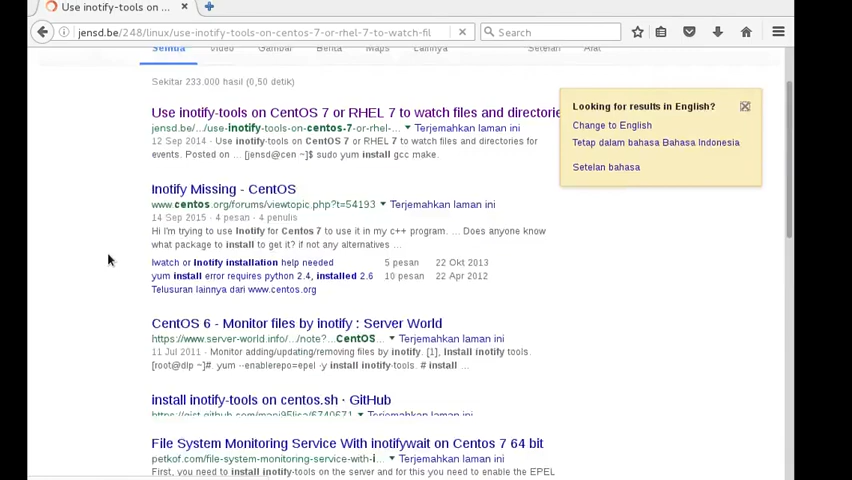 Use inotify-tools on ...
jensd.be/248/linux/use-inotify-tools-on-centos-7-or-rhel-7-to-watch-fil
Search
Semua Video Gambar Berita Maps Lainnya Setelan Alat
Sekitar 233.000 hasil (0,50 detik)
Looking for results in English?
Change to English
Tetap dalam bahasa Bahasa Indonesia
Setelan bahasa
Use inotify-tools on CentOS 7 or RHEL 7 to watch files and directorie
jensd.be/.../use-inotify-tools-on-centos-7-or-rhel-... Terjemahkan laman ini
12 Sep 2014 - Use inotify-tools on CentOS 7 or RHEL 7 to watch files and directories for
events. Posted on ... [jensd@cen ~]$ sudo yum install gcc make.
Inotify Missing - CentOS
www.centos.org/forums/viewtopic.php?t=54193 Terjemahkan laman ini
14 Sep 2015 - 4 pesan - 4 penulis
Hi I'm trying to use Inotify for Centos 7 to use it in my c++ program. ... Does anyone know
what package to install to get it? if not any alternatives ...
Iwatch or Inotify installation help needed 5 pesan 22 Okt 2013
yum install error requires python 2.4, installed 2.6 10 pesan 22 Apr 2012
Telusuran lainnya dari www.centos.org
CentOS 6 - Monitor files by inotify : Server World
https://www.server-world.info/.../note?...CentOS... Terjemahkan laman ini
11 Jul 2011 - Monitor adding/updating/removing files by inotify. [1], Install inotify tools.
[root@dlp ~]#. yum --enablerepo=epel -y install inotify-tools. # install ...
install inotify-tools on centos.sh · GitHub
Terjemahkan laman ini
File System Monitoring Service With inotifywait on Centos 7 64 bit
petkof.com/file-system-monitoring-service-with-i... Terjemahkan laman ini
First, you need to install inotify-tools on the server and for this you need to enable the EPEL